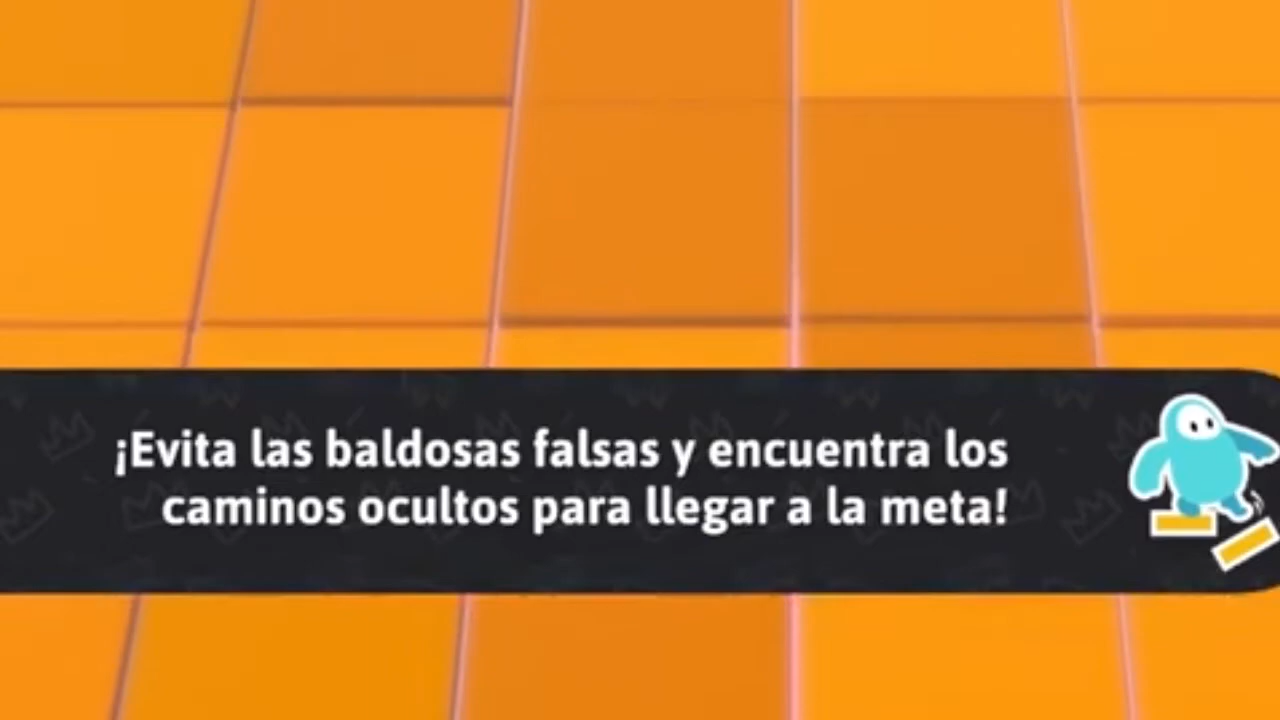 ¡Evita las baldosas falsas y encuentra los
caminos ocultos para llegar a la meta!